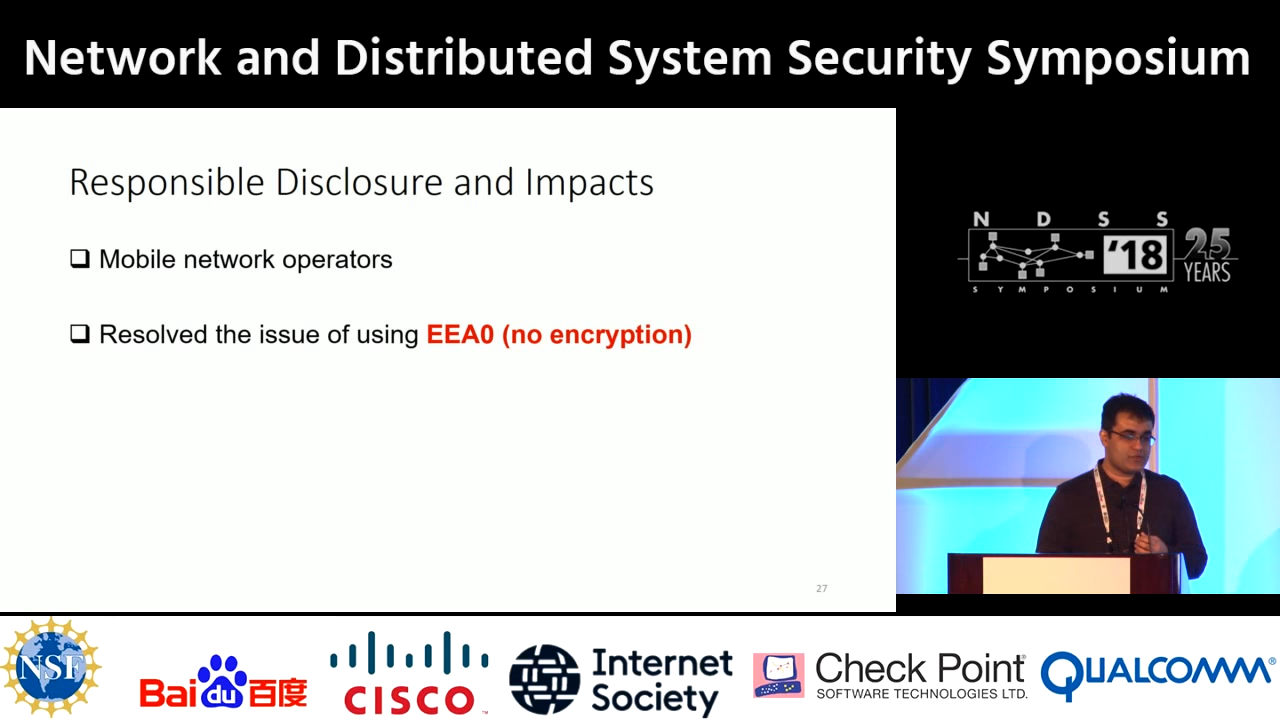 Network and Distributed System Security Symposium
Responsible Disclosure and Impacts
❑ Mobile network operators
❑ Resolved the issue of using EEA0 (no encryption)
27
N D S S
'18
25
YEARS
S Y M P O S I U M
NSF
Bai du 百度
CISCO
Internet
Society
Check Point
SOFTWARE TECHNOLOGIES LTD.
QUALCOMM®